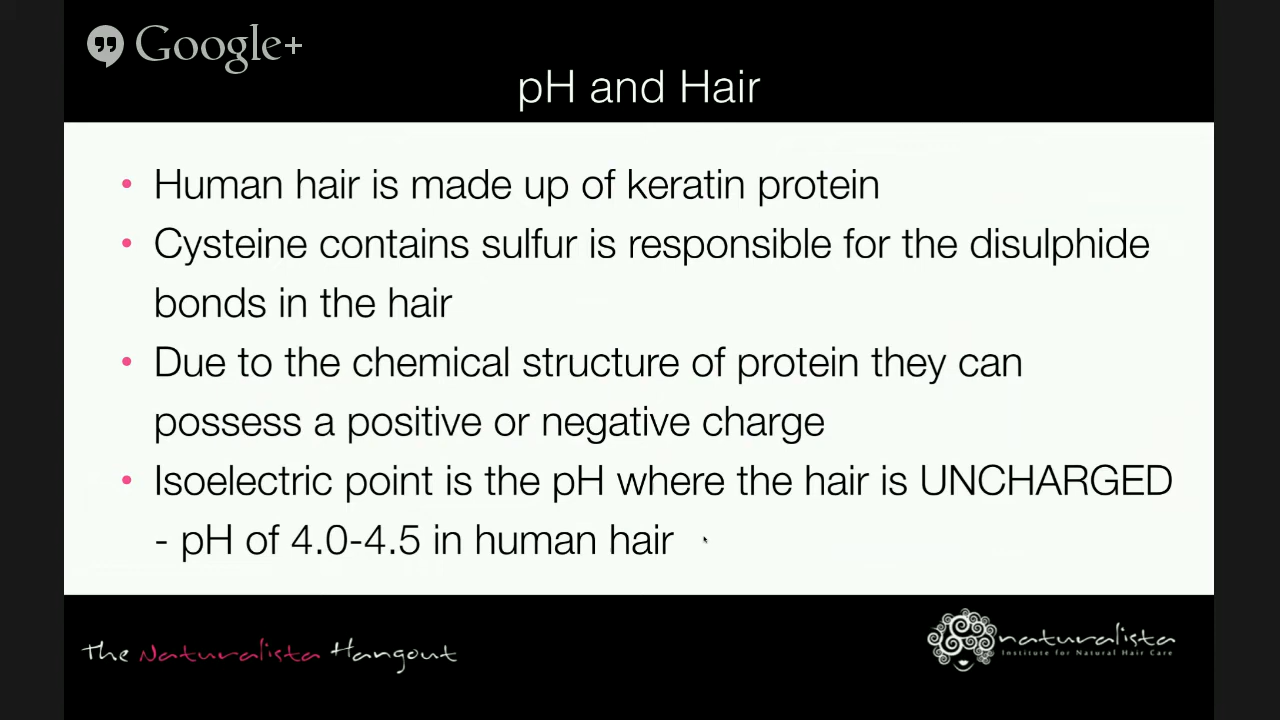 Google+
pH and Hair
• Human hair is made up of keratin protein
• Cysteine contains sulfur is responsible for the disulphide
bonds in the hair
• Due to the chemical structure of protein they can
possess a positive or negative charge
• Isoelectric point is the pH where the hair is UNCHARGED
- pH of 4.0-4.5 in human hair
The Naturalista Hangout
naturalista
Institute for Natural Hair Care